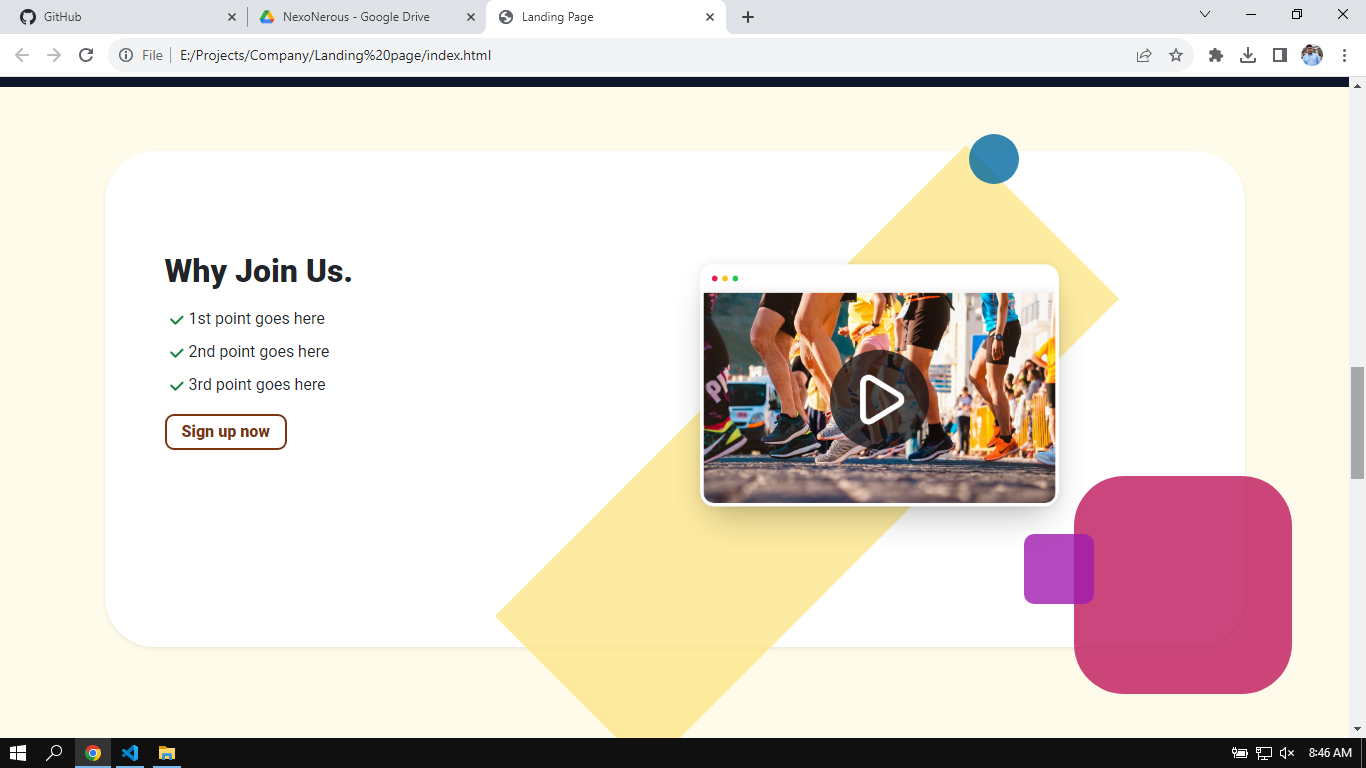 GitHub
NexoNerous - Google Drive
Landing Page
File
E:/Projects/Company/Landing%20page/index.html
Why Join Us.
1st point goes here
2nd point goes here
3rd point goes here
Sign up now
8:46 AM